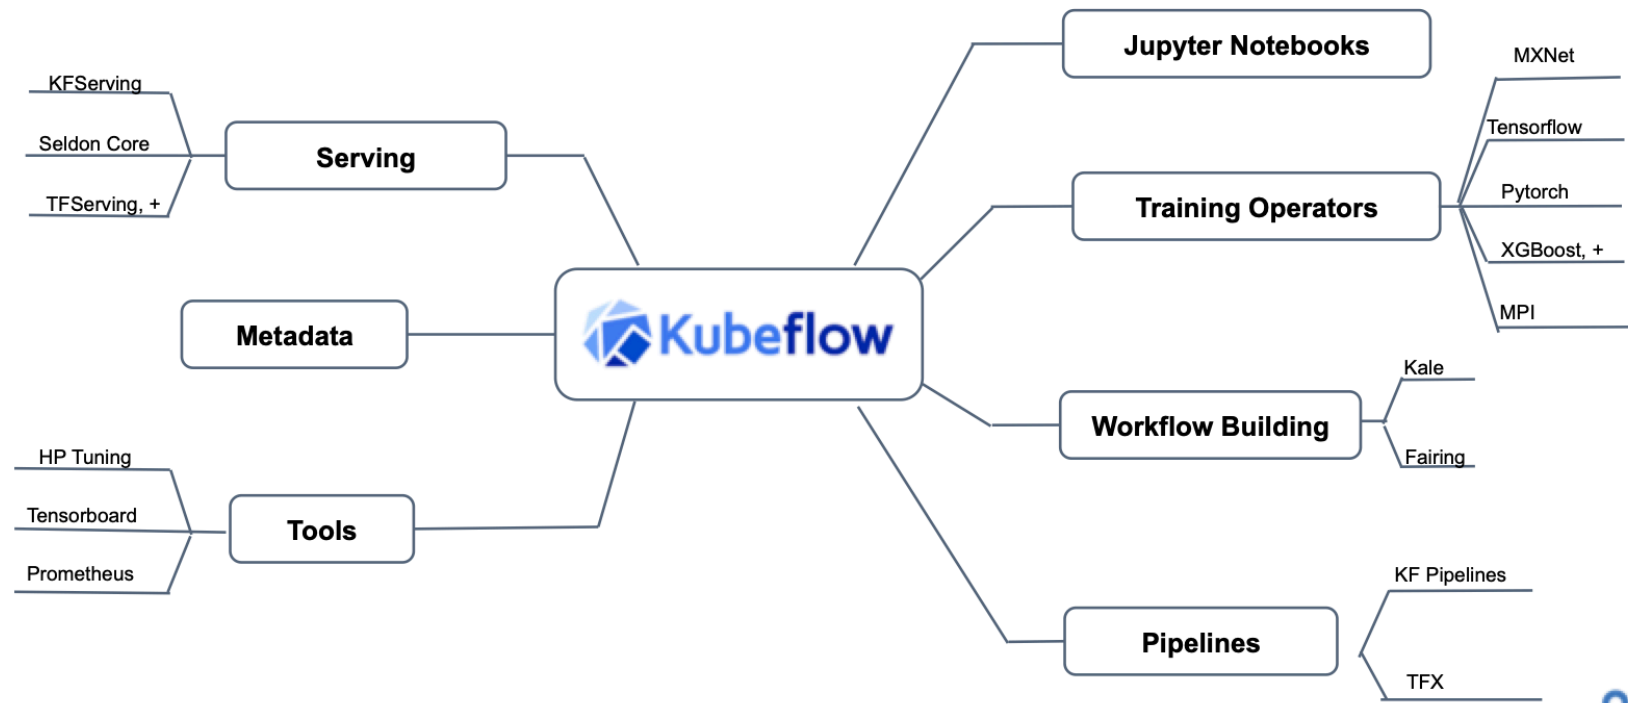 Jupyter Notebooks
MXNet
KFServing
Tensorflow
Seldon Core
Serving
Pytorch
TFServing, +
Training Operators
XGBoost, +
MPI
Metadata
Kubeflow
Kale
Workflow Building
HP Tuning
Fairing
Tensorboard
Tools
Prometheus
KF Pipelines
Pipelines
TFX